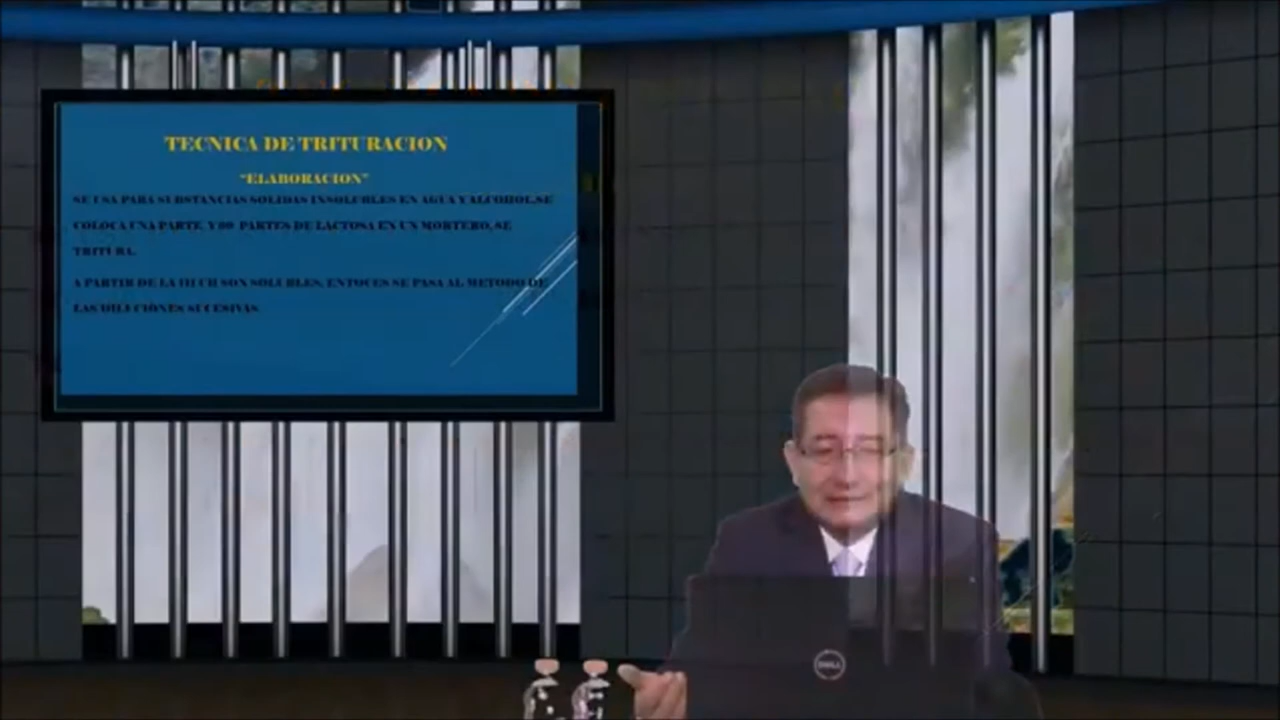 TECNICA DE TRITURACION
“ELABORACION”
SE USA PARA SUBSTANCIAS SOLIDAS INSOLUBLES EN AGUA Y ALCOHOL,SE
COLOCA UNA PARTE Y 99 PARTES DE LACTOSA EN UN MORTERO, SE
TRITURA.
A PARTIR DE LA III CH SON SOLUBLES, ENTOCES SE PASA AL METODO DE
LAS DILUCIONES SUCESIVAS
DELL